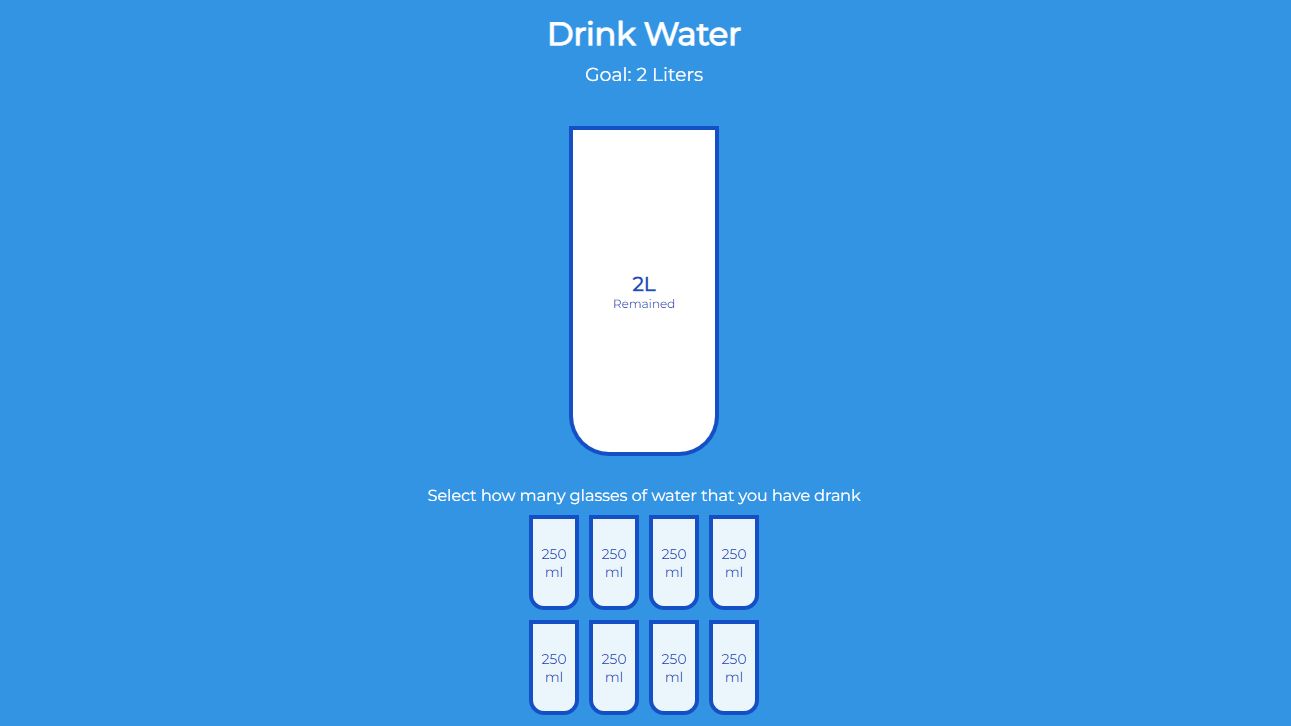 Drink Water
Goal: 2 Liters
2L
Remained
Select how many glasses of water that you have drank
250 250 250 250
ml ml ml ml
250 250 250 250
ml ml ml ml